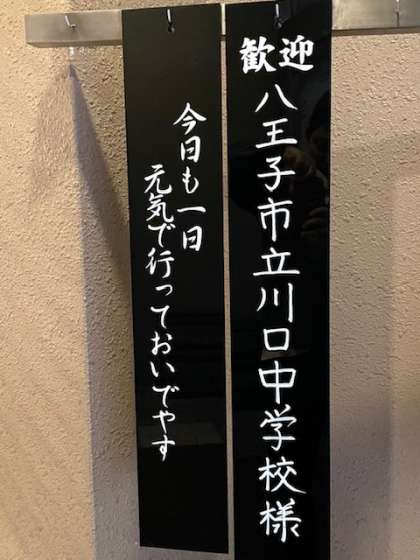 歓迎
八王子市立川口中学校様
今日も一日
元気で行っておいでやす